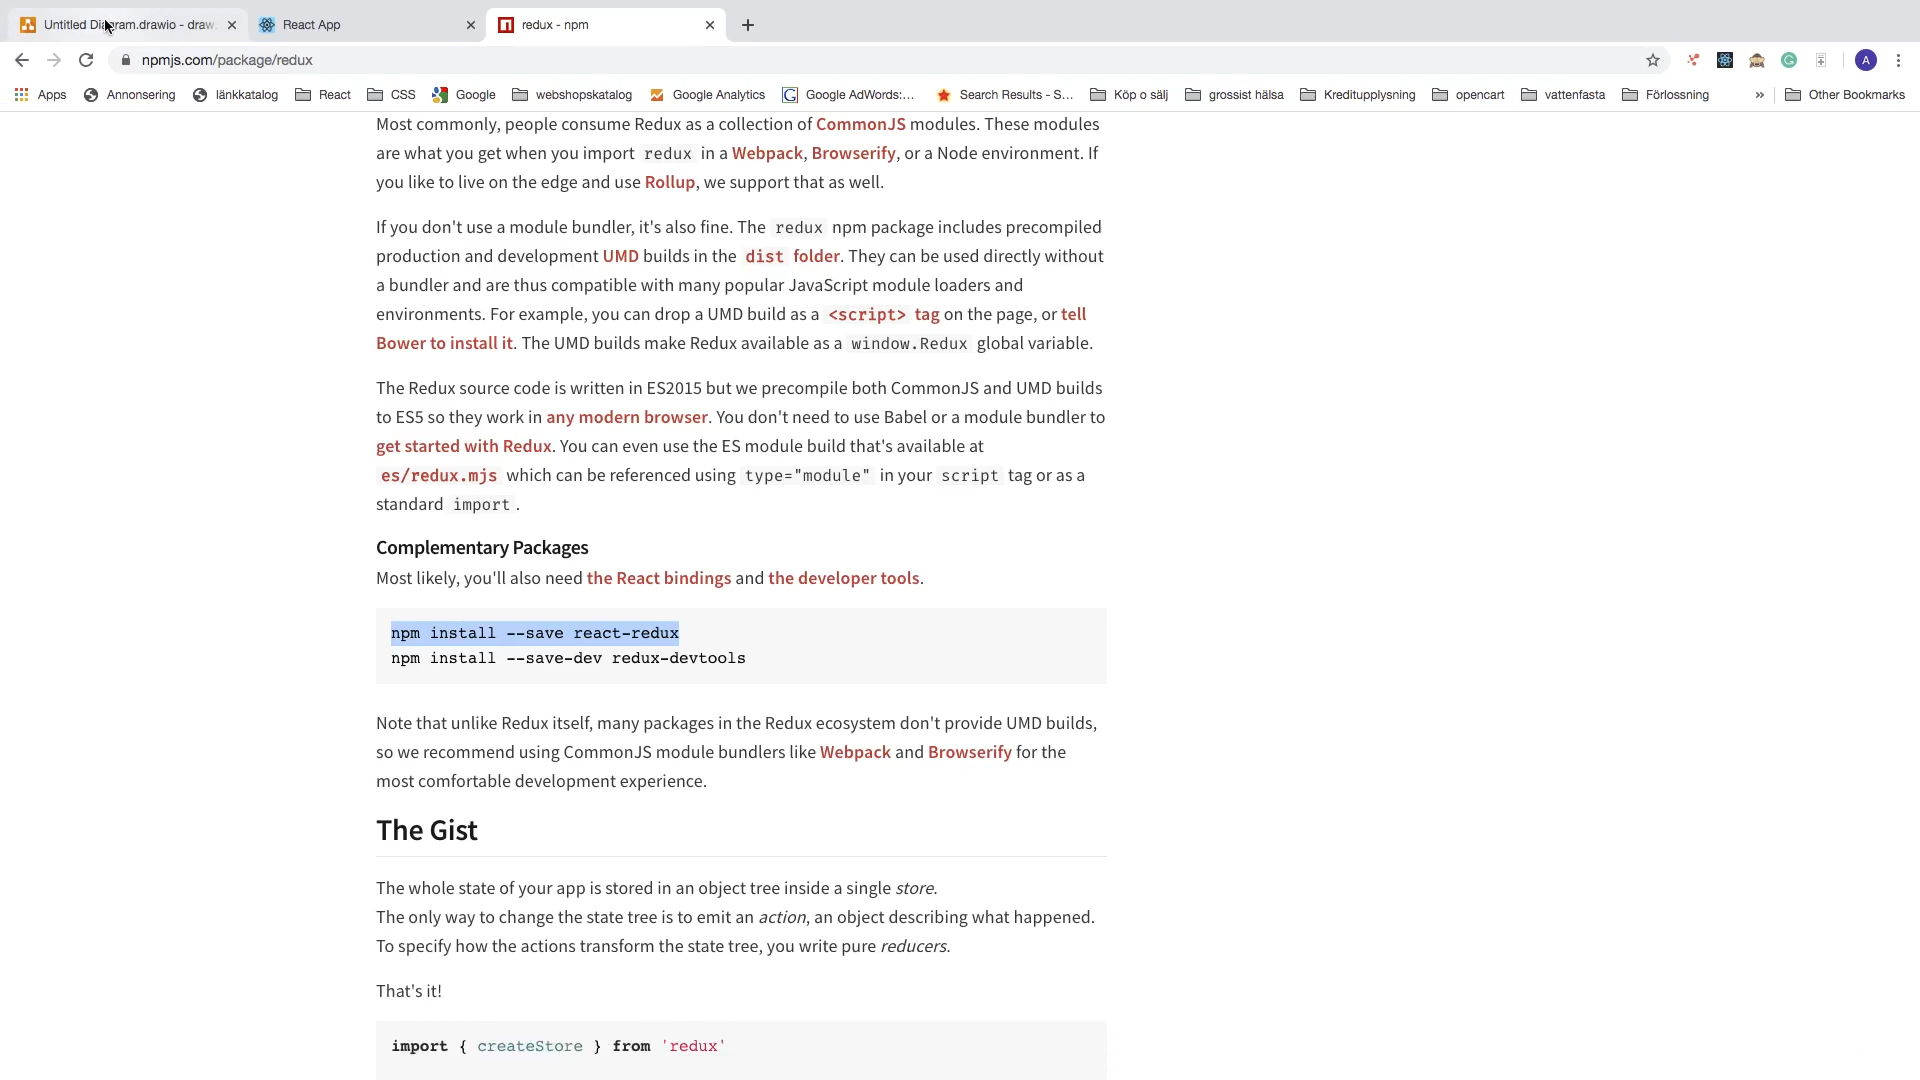 Untitled Diagram.drawio - draw
React App
redux - npm
npmjs.com/package/redux
A
Apps
Annonsering
länkkatalog
React
CSS
Google
webshopskatalog
Google Analytics
Google AdWords:...
Search Results - S...
Köp o sälj
grossist hälsa
Kreditupplysning
opencart
vattenfasta
Förlossning
»
Other Bookmarks
Most commonly, people consume Redux as a collection of CommonJS modules. These modules
are what you get when you import redux in a Webpack, Browserify, or a Node environment. If
you like to live on the edge and use Rollup, we support that as well.
If you don't use a module bundler, it's also fine. The redux npm package includes precompiled
production and development UMD builds in the dist folder. They can be used directly without
a bundler and are thus compatible with many popular JavaScript module loaders and
environments. For example, you can drop a UMD build as a <script> tag on the page, or tell
Bower to install it. The UMD builds make Redux available as a window.Redux global variable.
The Redux source code is written in ES2015 but we precompile both CommonJS and UMD builds
to ES5 so they work in any modern browser. You don't need to use Babel or a module bundler to
get started with Redux. You can even use the ES module build that's available at
es/redux.mjs which can be referenced using type="module" in your script tag or as a
standard import.
Complementary Packages
Most likely, you'll also need the React bindings and the developer tools.
npm install --save react-redux
npm install --save-dev redux-devtools
Note that unlike Redux itself, many packages in the Redux ecosystem don't provide UMD builds,
so we recommend using CommonJS module bundlers like Webpack and Browserify for the
most comfortable development experience.
The Gist
The whole state of your app is stored in an object tree inside a single store.
The only way to change the state tree is to emit an action, an object describing what happened.
To specify how the actions transform the state tree, you write pure reducers.
That's it!
import { createStore } from 'redux'